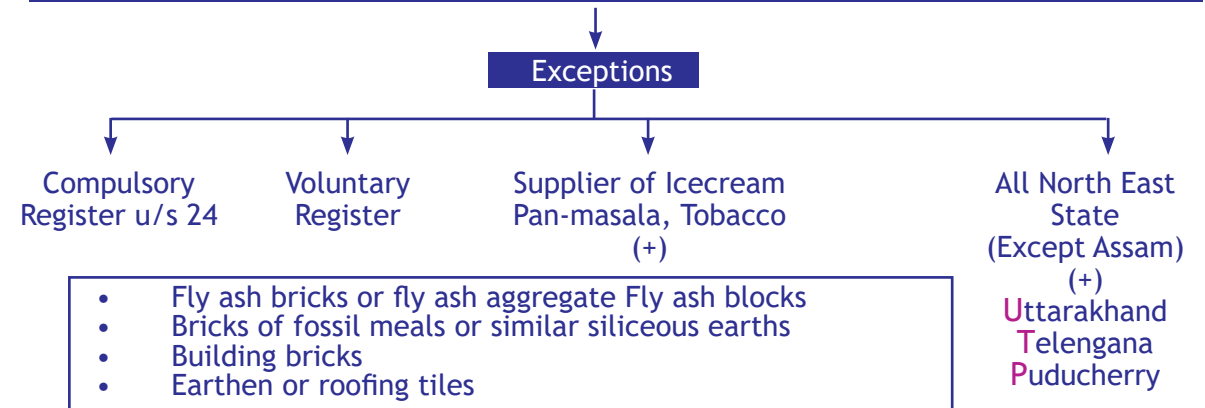 Exceptions
Compulsory
Register u/s 24
Voluntary
Register
Supplier of Icecream
Pan-masala, Tobacco
(+)
• Fly ash bricks or fly ash aggregate Fly ash blocks
• Bricks of fossil meals or similar siliceous earths
• Building bricks
• Earthen or roofing tiles
All North East
State
(Except Assam)
(+)
Uttarakhand
Telengana
Puducherry